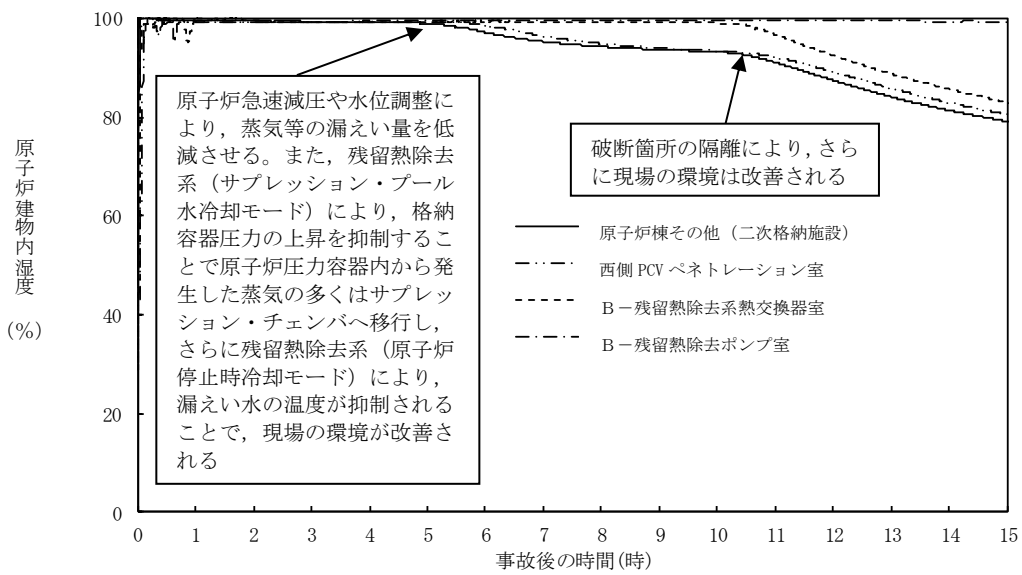 100
80
60
40
20
0
原子炉建物内湿度
(%)
原子炉急速減圧や水位調整に
より，蒸気等の漏えい量を低
減させる。また，残留熱除去
系（サプレッション・プール
水冷却モード）により，格納
容器圧力の上昇を抑制するこ
とで原子炉圧力容器内から発
生した蒸気の多くはサプレッ
ション・チェンバへ移行し，
さらに残留熱除去系（原子炉
停止時冷却モード）により，
漏えい水の温度が抑制される
ことで，現場の環境が改善さ
れる
破断箇所の隔離により，さら
に現場の環境は改善される
原子炉棟その他（二次格納施設）
西側 PCV ペネトレーション室
Ｂ－残留熱除去系熱交換器室
Ｂ－残留熱除去ポンプ室
0 1 2 3 4 5 6 7 8 9 10 11 12 13 14 15
事故後の時間(時)